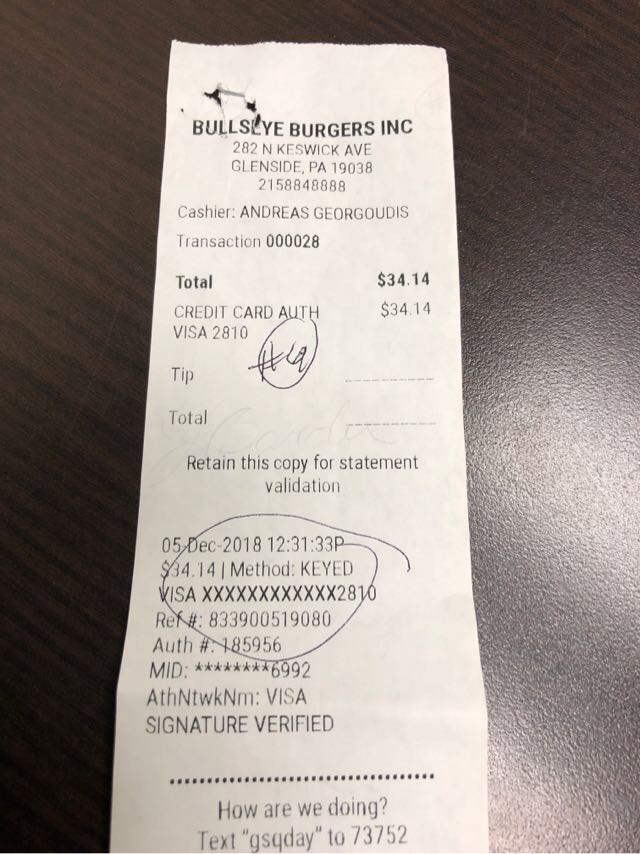 BULLSEYE BURGERS INC
282 N KESWICK AVE
GLENSIDE, PA 19038
2158848888
Cashier: ANDREAS GEORGOUDIS
Transaction 000028
Total $34.14
CREDIT CARD AUTH $34.14
VISA 2810
Tip
Total
Retain this copy for statement
validation
05-Dec-2018 12:31:33P
$34.14 | Method: KEYED
VISA XXXXXXXXXXXX2810
Ref #: 833900519080
Auth #: 185956
MID: ********6992
AthNtwkNm: VISA
SIGNATURE VERIFIED
How are we doing?
Text "gsqday" to 73752